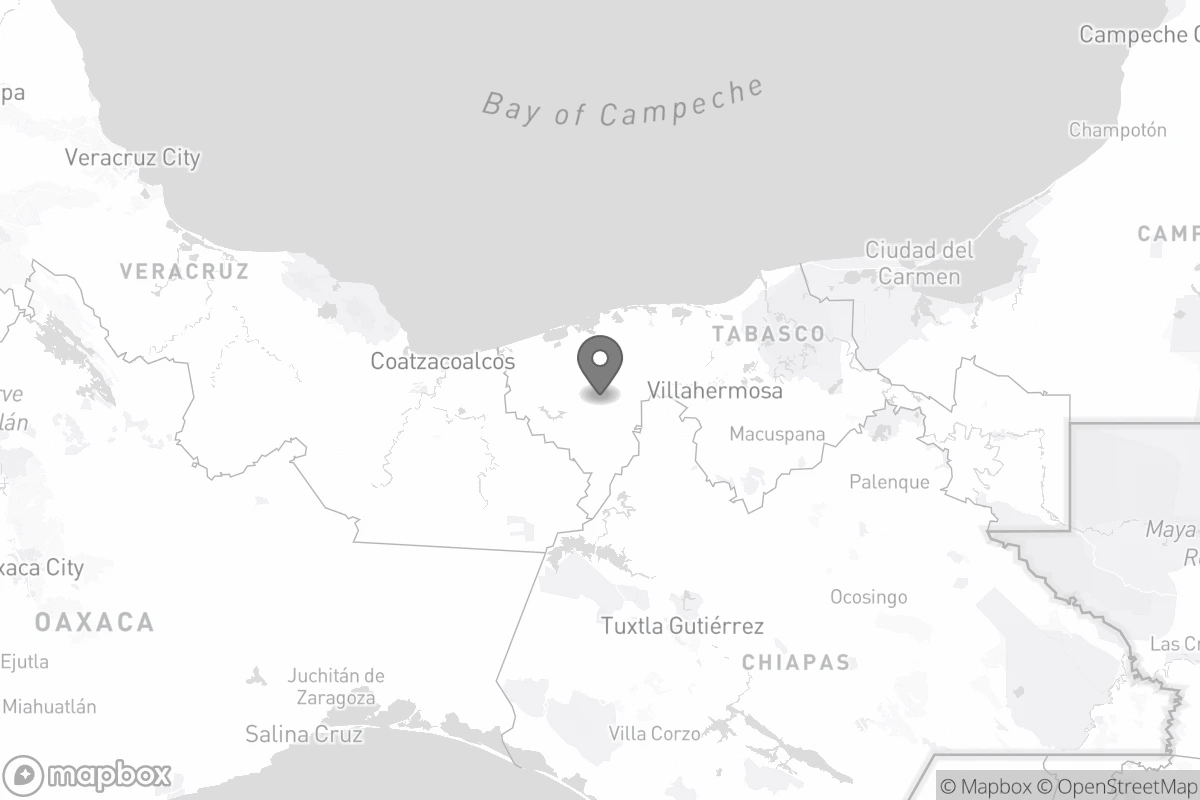 Campeche C
Bay of Campeche
pa
Champotón
Veracruz City
CAMP
Ciudad del
Carmen
VERACRUZ
TABASCO
Coatzacoalcos
Villahermosa
rve
lán
Macuspana
Palenque
Maya
R
xaca City
Ocosingo
OAXACA
Tuxtla Gutiérrez
Las Cr
Ejutla
CHIAPAS
Juchitán de
Zaragoza
Miahuatlán
Salina Cruz
Villa Corzo
mapbox
© Mapbox © OpenStreetMap